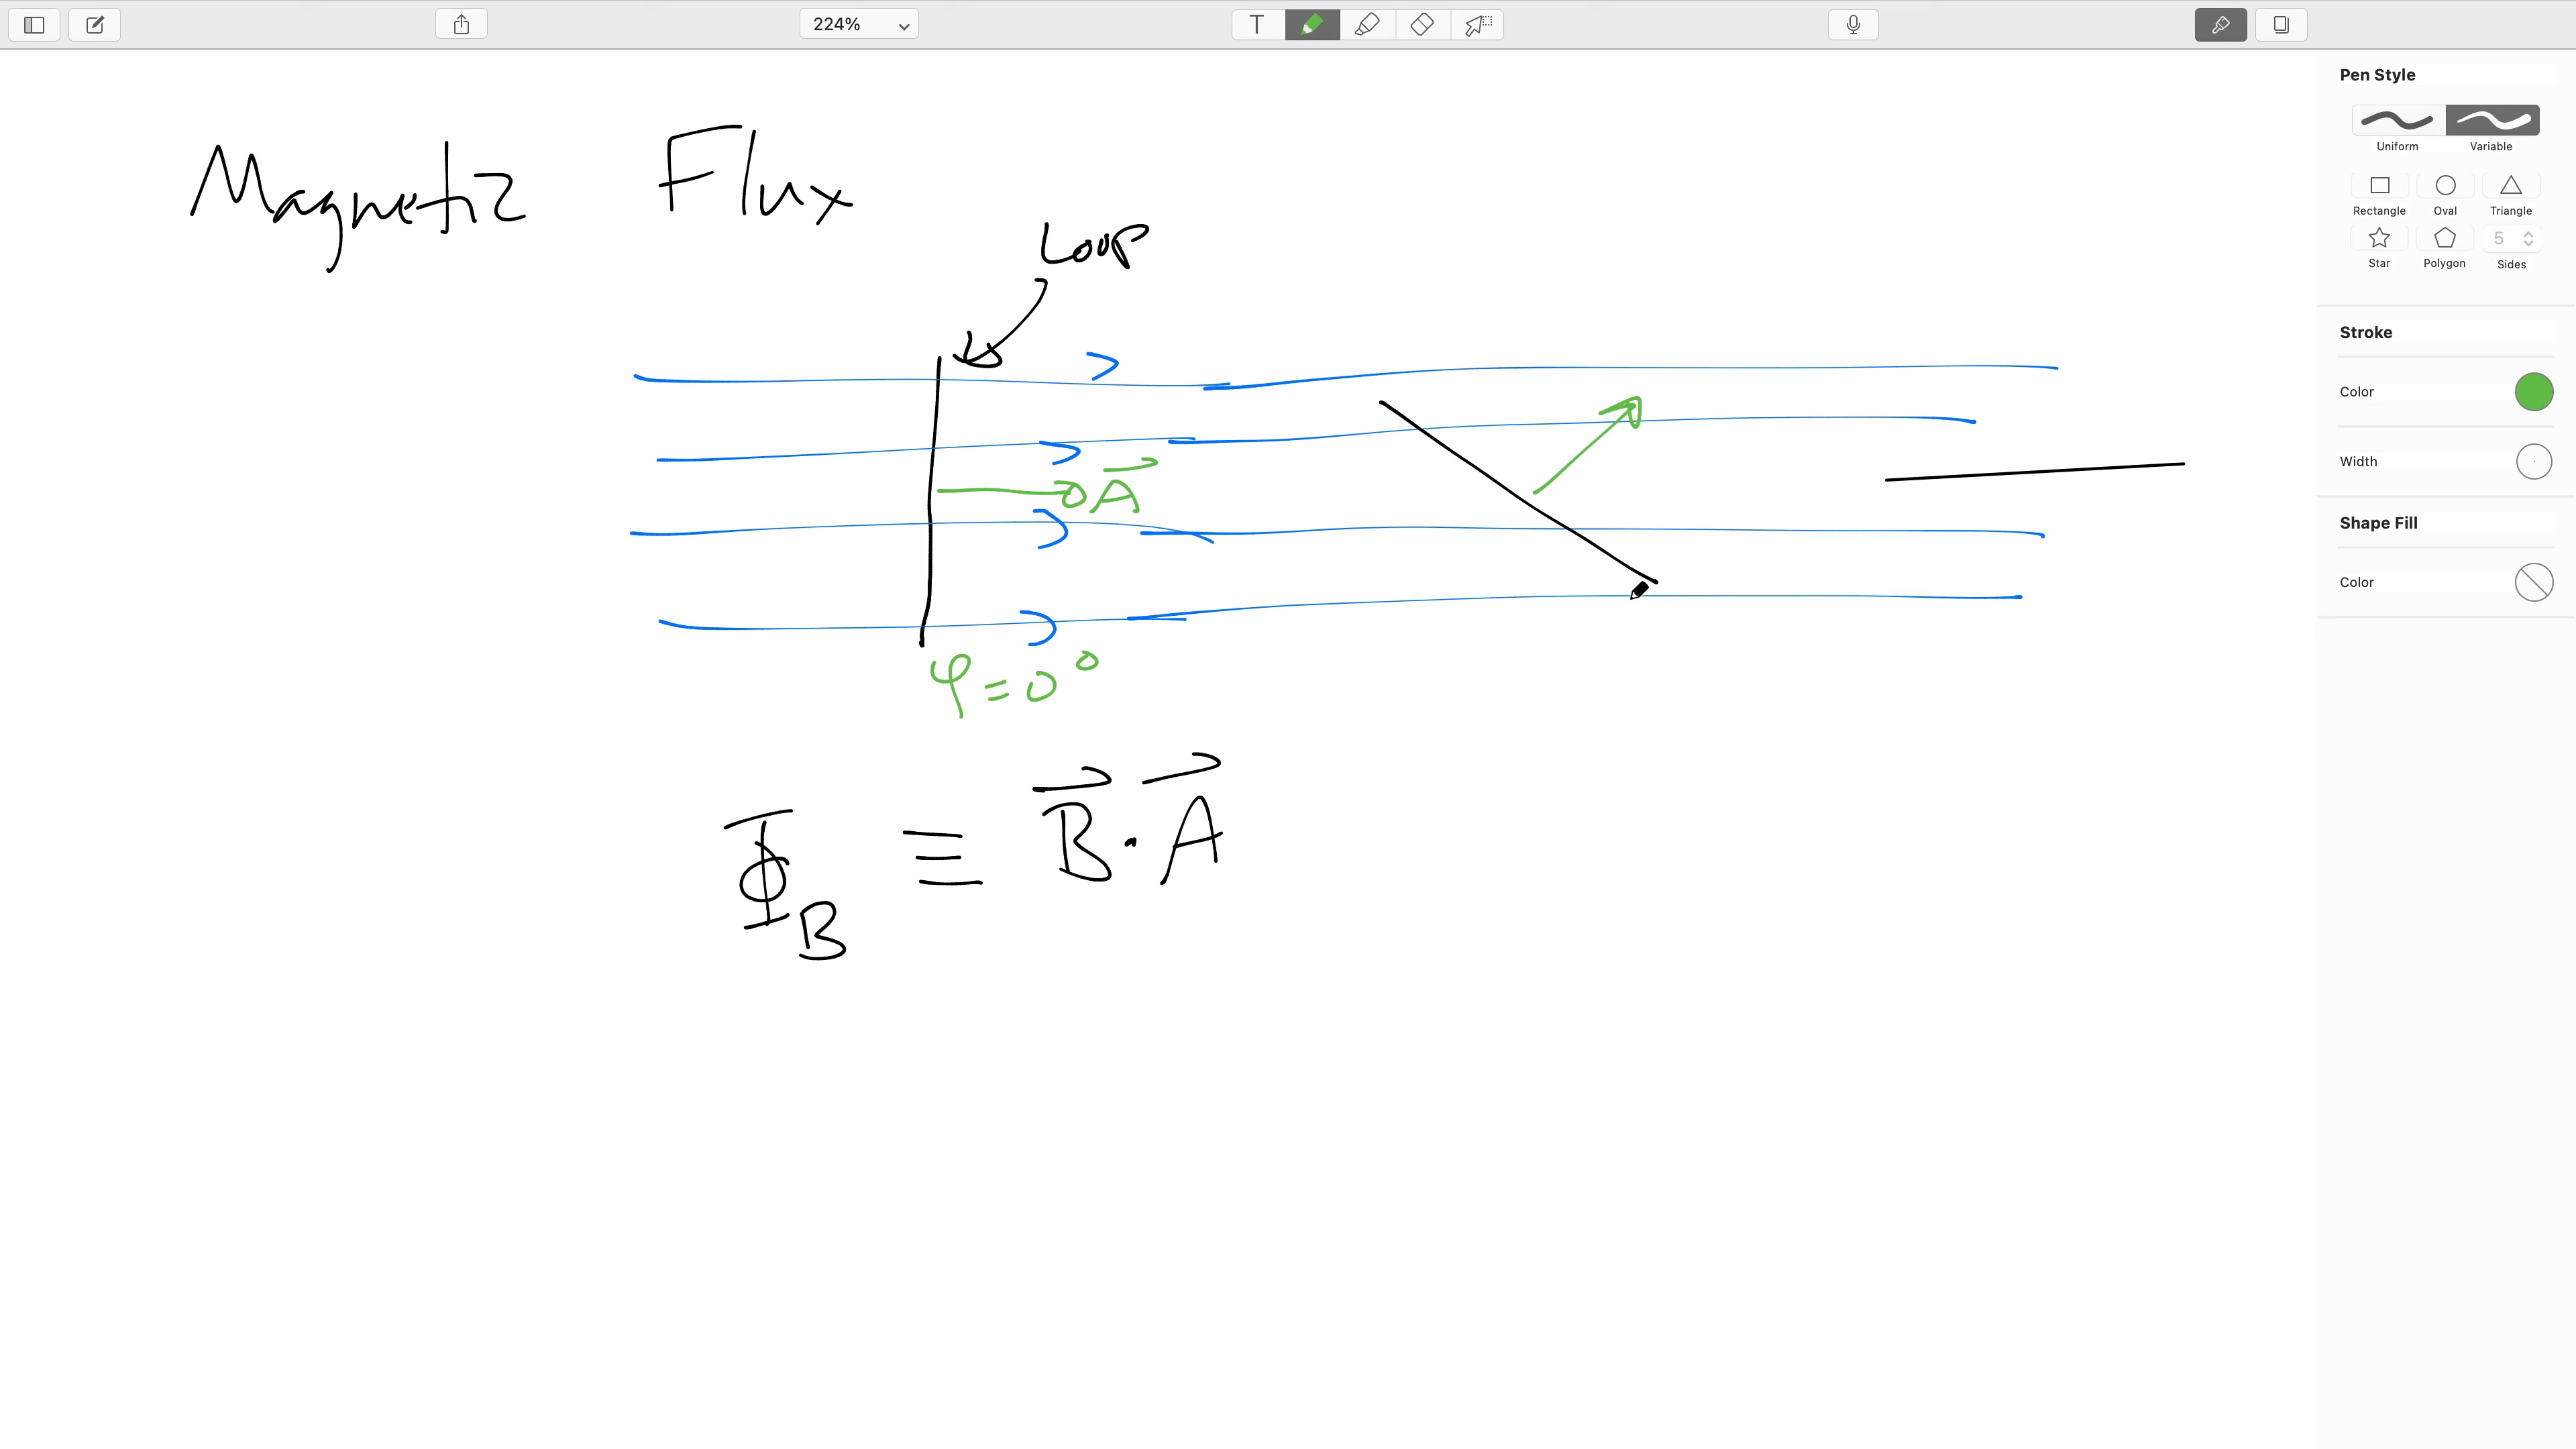 224%
T
Pen Style
Uniform
Variable
Rectangle
Oval
Triangle
5
Star
Polygon
Sides
Stroke
Color
Width
Shape Fill
Color
Magnetic Flux
Loop
A⃗
φ = 0°
Φ_B ≡ B⃗ · A⃗